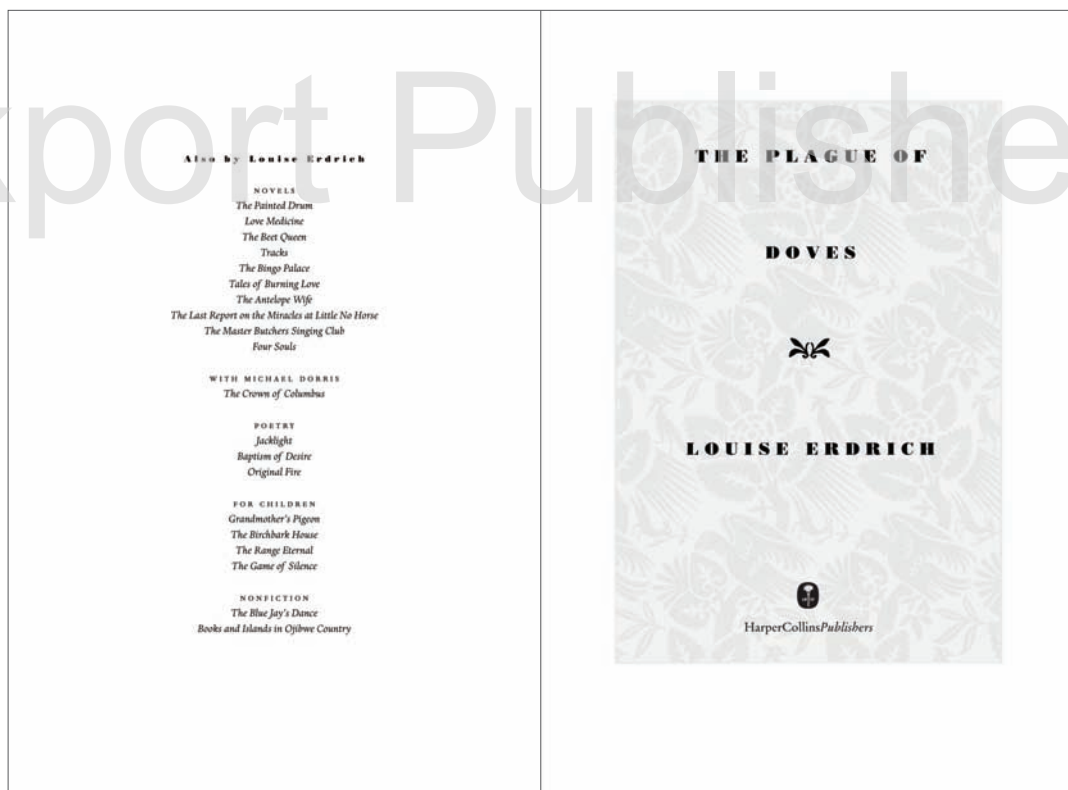 xport Publishe
Also by Louise Erdrich
NOVELS
The Painted Drum
Love Medicine
The Beet Queen
Tracks
The Bingo Palace
Tales of Burning Love
The Antelope Wife
The Last Report on the Miracles at Little No Horse
The Master Butchers Singing Club
Four Souls
WITH MICHAEL DORRIS
The Crown of Columbus
POETRY
Jacklight
Baptism of Desire
Original Fire
FOR CHILDREN
Grandmother's Pigeon
The Birchbark House
The Range Eternal
The Game of Silence
NONFICTION
The Blue Jay's Dance
Books and Islands in Ojibwe Country
THE PLAGUE OF
DOVES
LOUISE ERDRICH
HarperCollinsPublishers